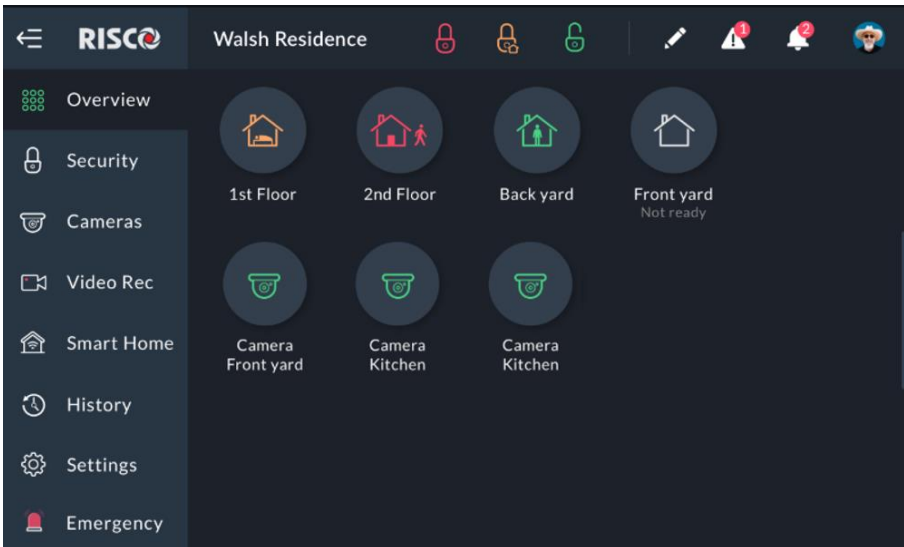 RISCO
Walsh Residence
1
2
Overview
Security
Cameras
Video Rec
Smart Home
History
Settings
Emergency
1st Floor
2nd Floor
Back yard
Front yard
Not ready
Camera
Front yard
Camera
Kitchen
Camera
Kitchen